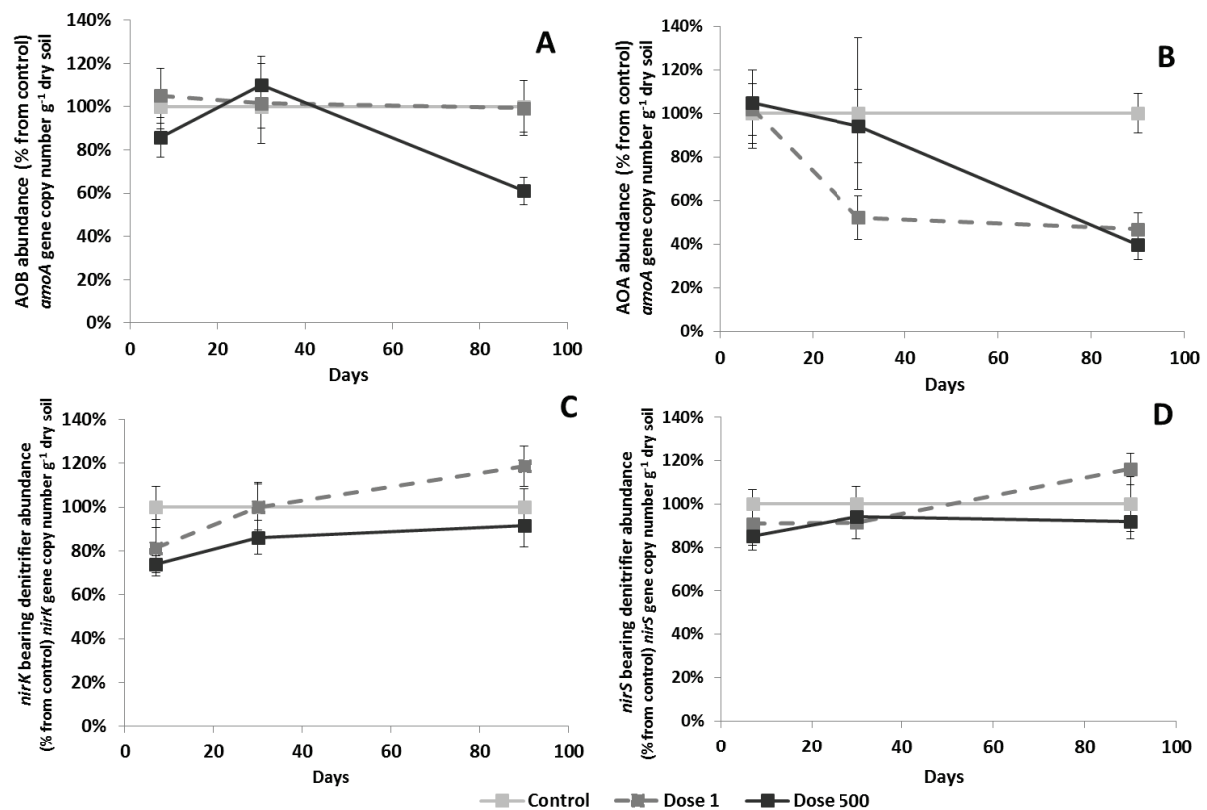 A
AOB abundance (% from control)
amoA gene copy number g⁻¹ dry soil
140%
120%
100%
80%
60%
40%
20%
0%
0 20 40 60 80 100
Days
B
AOA abundance (% from control)
amoA gene copy number g⁻¹ dry soil
140%
120%
100%
80%
60%
40%
20%
0%
0 20 40 60 80 100
Days
C
nirK bearing denitrifier abundance
(% from control) nirK gene copy number g⁻¹ dry soil
140%
120%
100%
80%
60%
40%
20%
0%
0 20 40 60 80 100
Days
D
nirS bearing denitrifier abundance
(% from control) nirS gene copy number g⁻¹ dry soil
140%
120%
100%
80%
60%
40%
20%
0%
0 20 40 60 80 100
Days
Control Dose 1 Dose 500